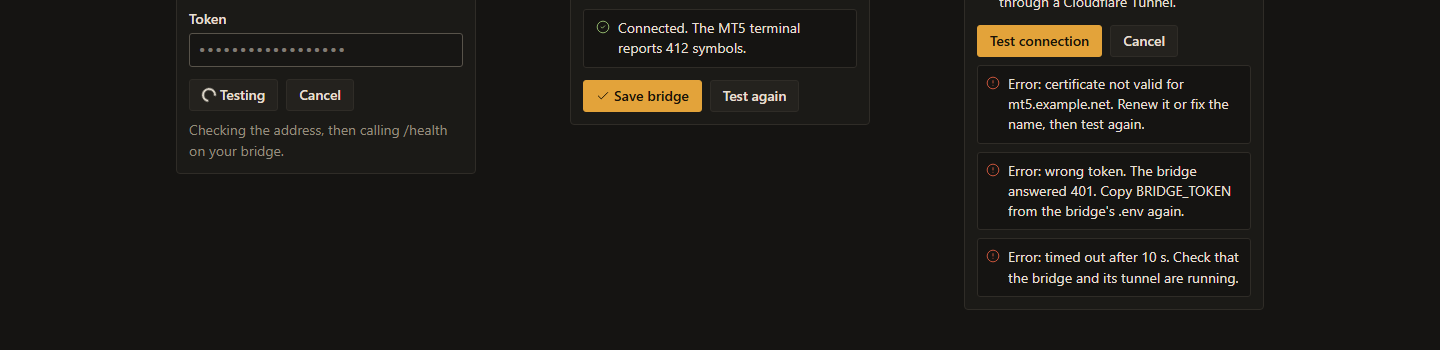 Token
••••••••••••••••••
Testing
Cancel
Checking the address, then calling /health
on your bridge.
Connected. The MT5 terminal
reports 412 symbols.
Save bridge
Test again
through a Cloudflare Tunnel.
Test connection
Cancel
Error: certificate not valid for
mt5.example.net. Renew it or fix the
name, then test again.
Error: wrong token. The bridge
answered 401. Copy BRIDGE_TOKEN
from the bridge's .env again.
Error: timed out after 10 s. Check that
the bridge and its tunnel are running.